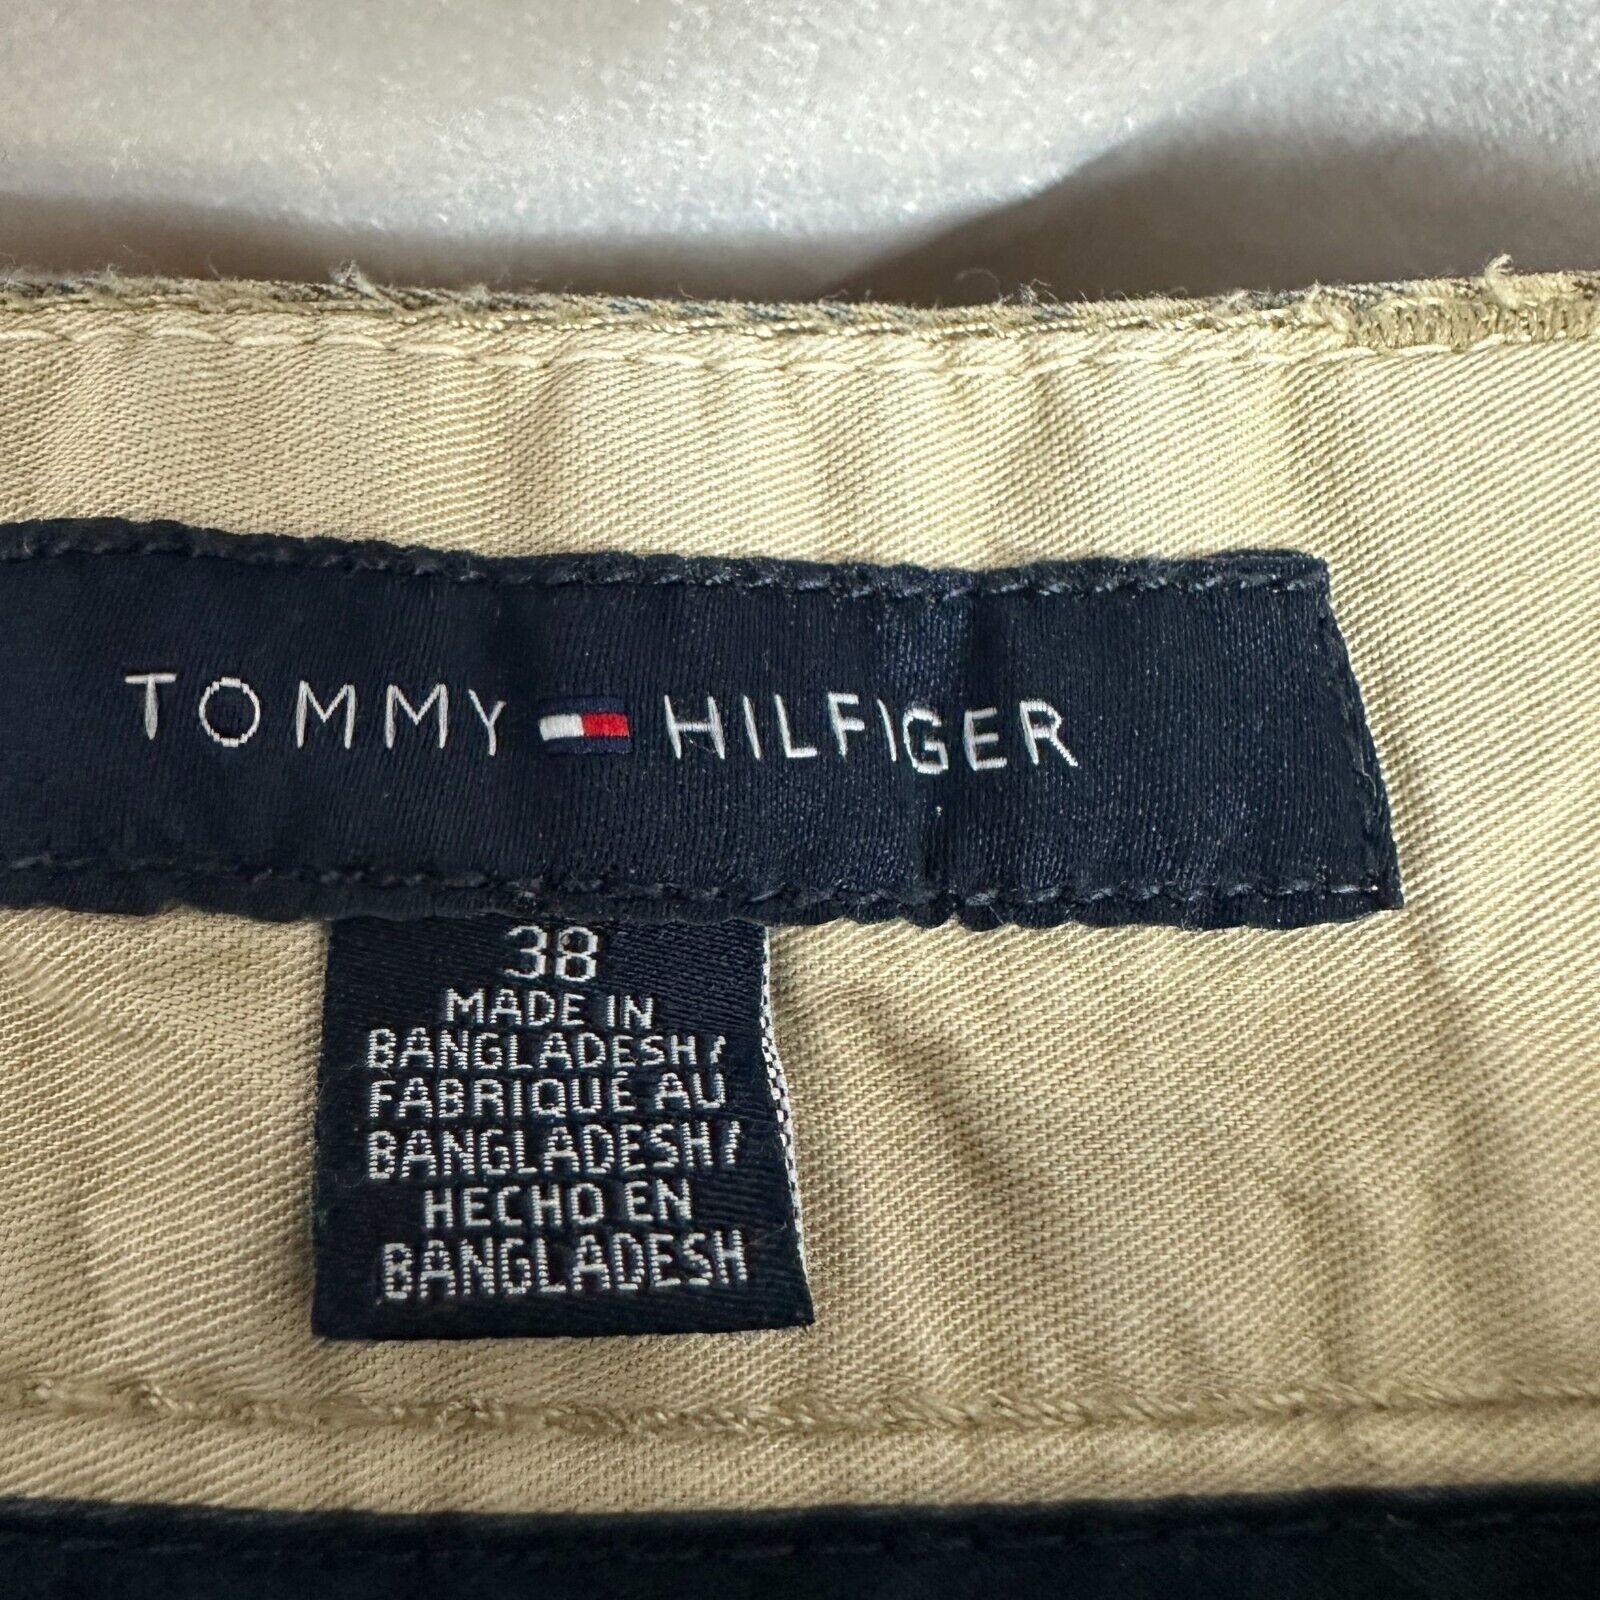 TOMMY HILFIGER
38
MADE IN
BANGLADESH/
FABRIQUÉ AU
BANGLADESH/
HECHO EN
BANGLADESH